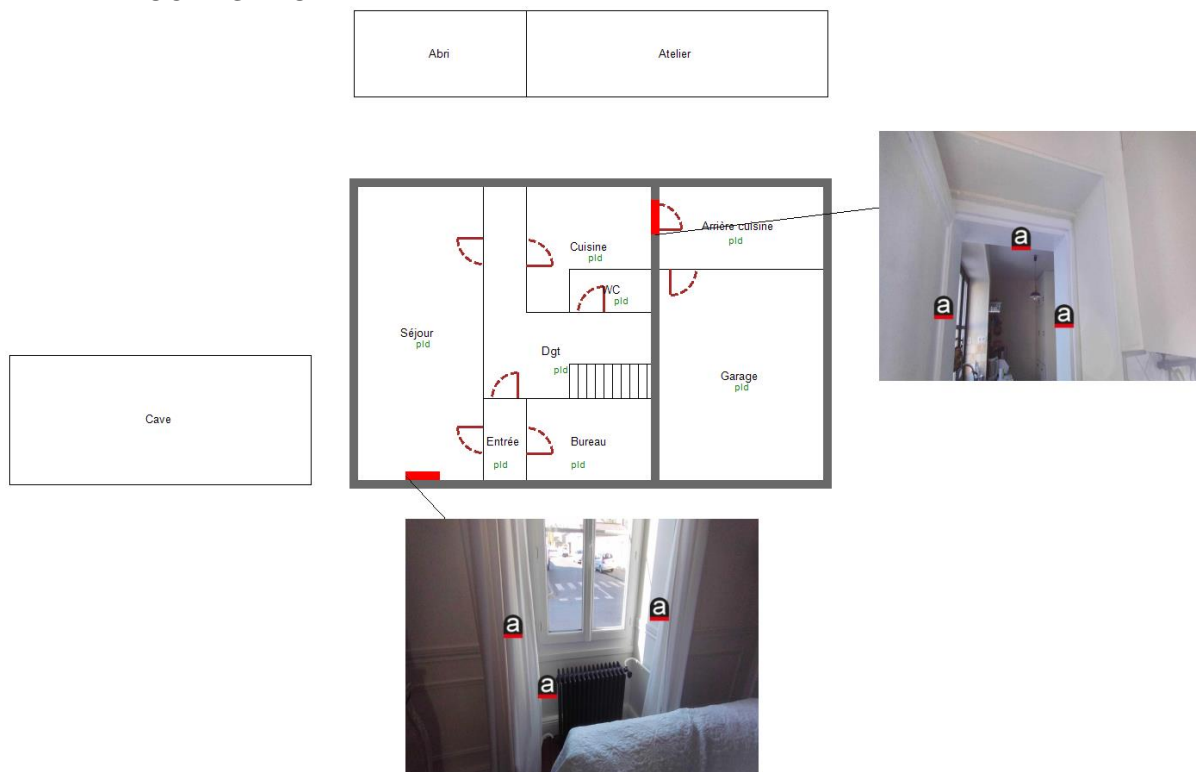 Abri
Atelier
Arrière cuisine
pld
Cuisine
pld
WC
pld
a
a
a
Séjour
pld
Dgt
pld
Garage
pld
Cave
Entrée
pld
Bureau
pld
a
a
a